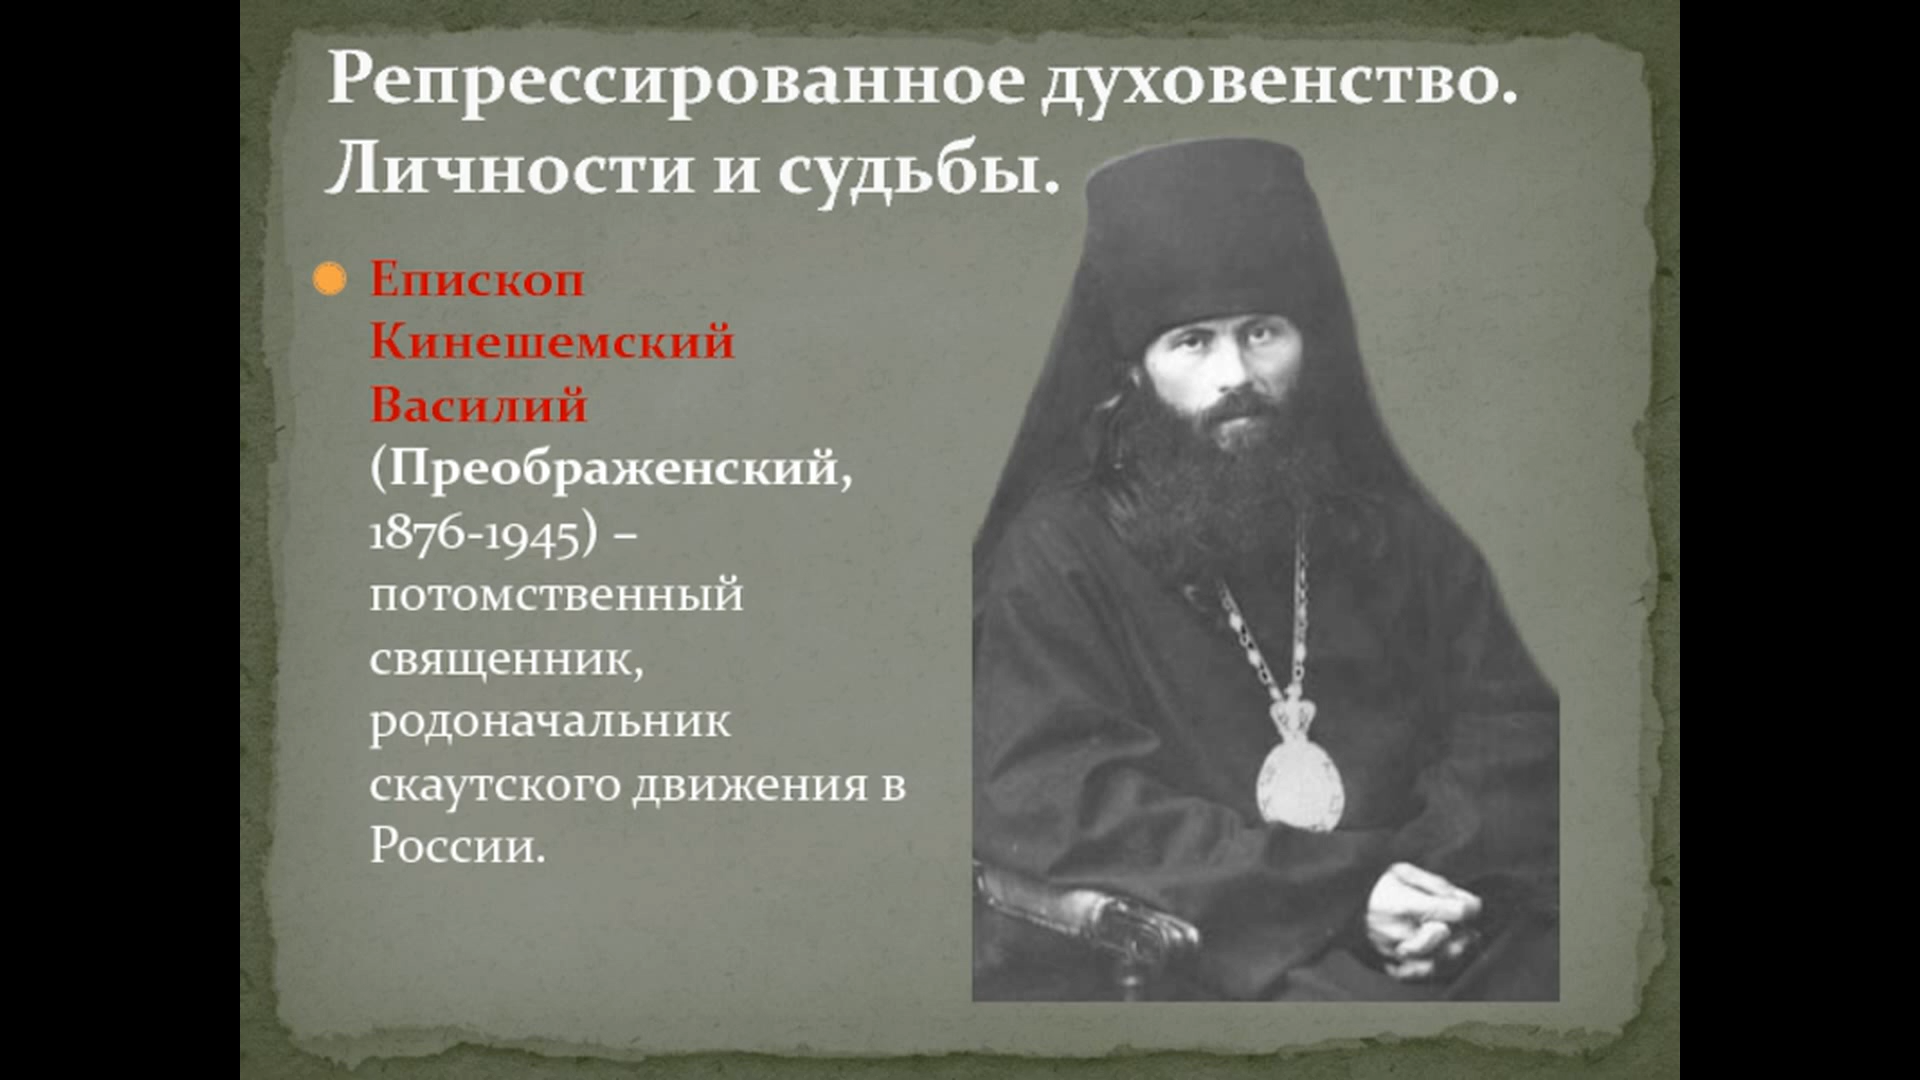 Репрессированное духовенство.
Личности и судьбы.
Епископ
Кинешемский
Василий
(Преображенский,
1876-1945) –
потомственный
священник,
родоначальник
скаутского движения в
России.